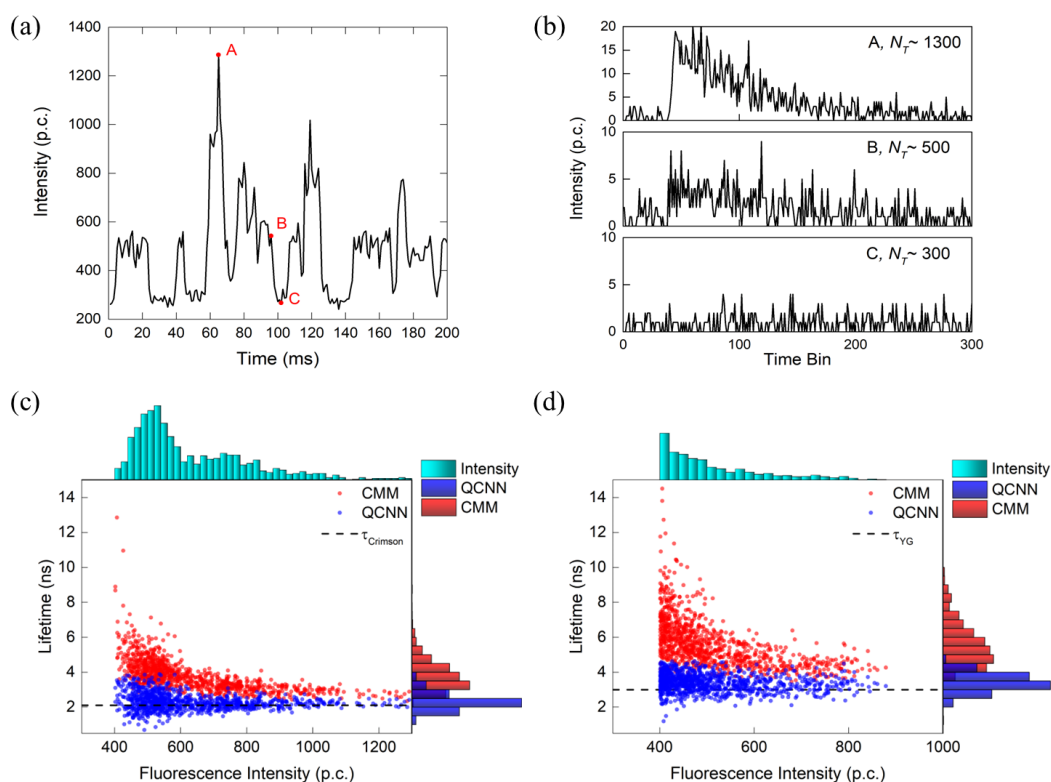 (a)
1400
1200
1000
800
600
400
200
0 20 40 60 80 100 120 140 160 180 200
Intensity (p.c.)
Time (ms)
A
B
C
(b)
20
15
10
5
0
A, N_T~ 1300
10
5
0
B, N_T~ 500
10
5
0
C, N_T~ 300
0 100 200 300
Intensity (p.c.)
Time Bin
(c)
Intensity
QCNN
CMM
14
12
10
8
6
4
2
400 600 800 1000 1200
Lifetime (ns)
Fluorescence Intensity (p.c.)
CMM
QCNN
τ_Crimson
(d)
Intensity
QCNN
CMM
14
12
10
8
6
4
2
400 600 800 1000
Lifetime (ns)
Fluorescence Intensity (p.c.)
CMM
QCNN
τ_YG